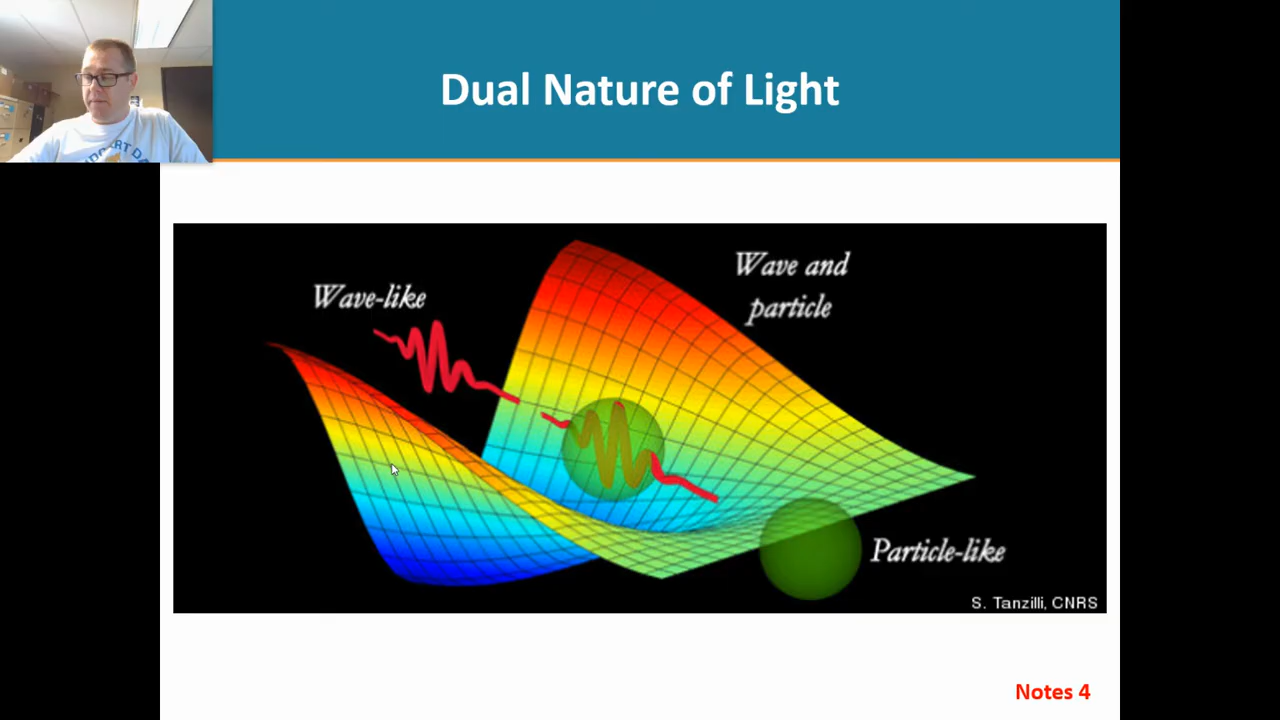 Dual Nature of Light
Wave-like
Wave and
particle
Particle-like
S. Tanzilli, CNRS
Notes 4